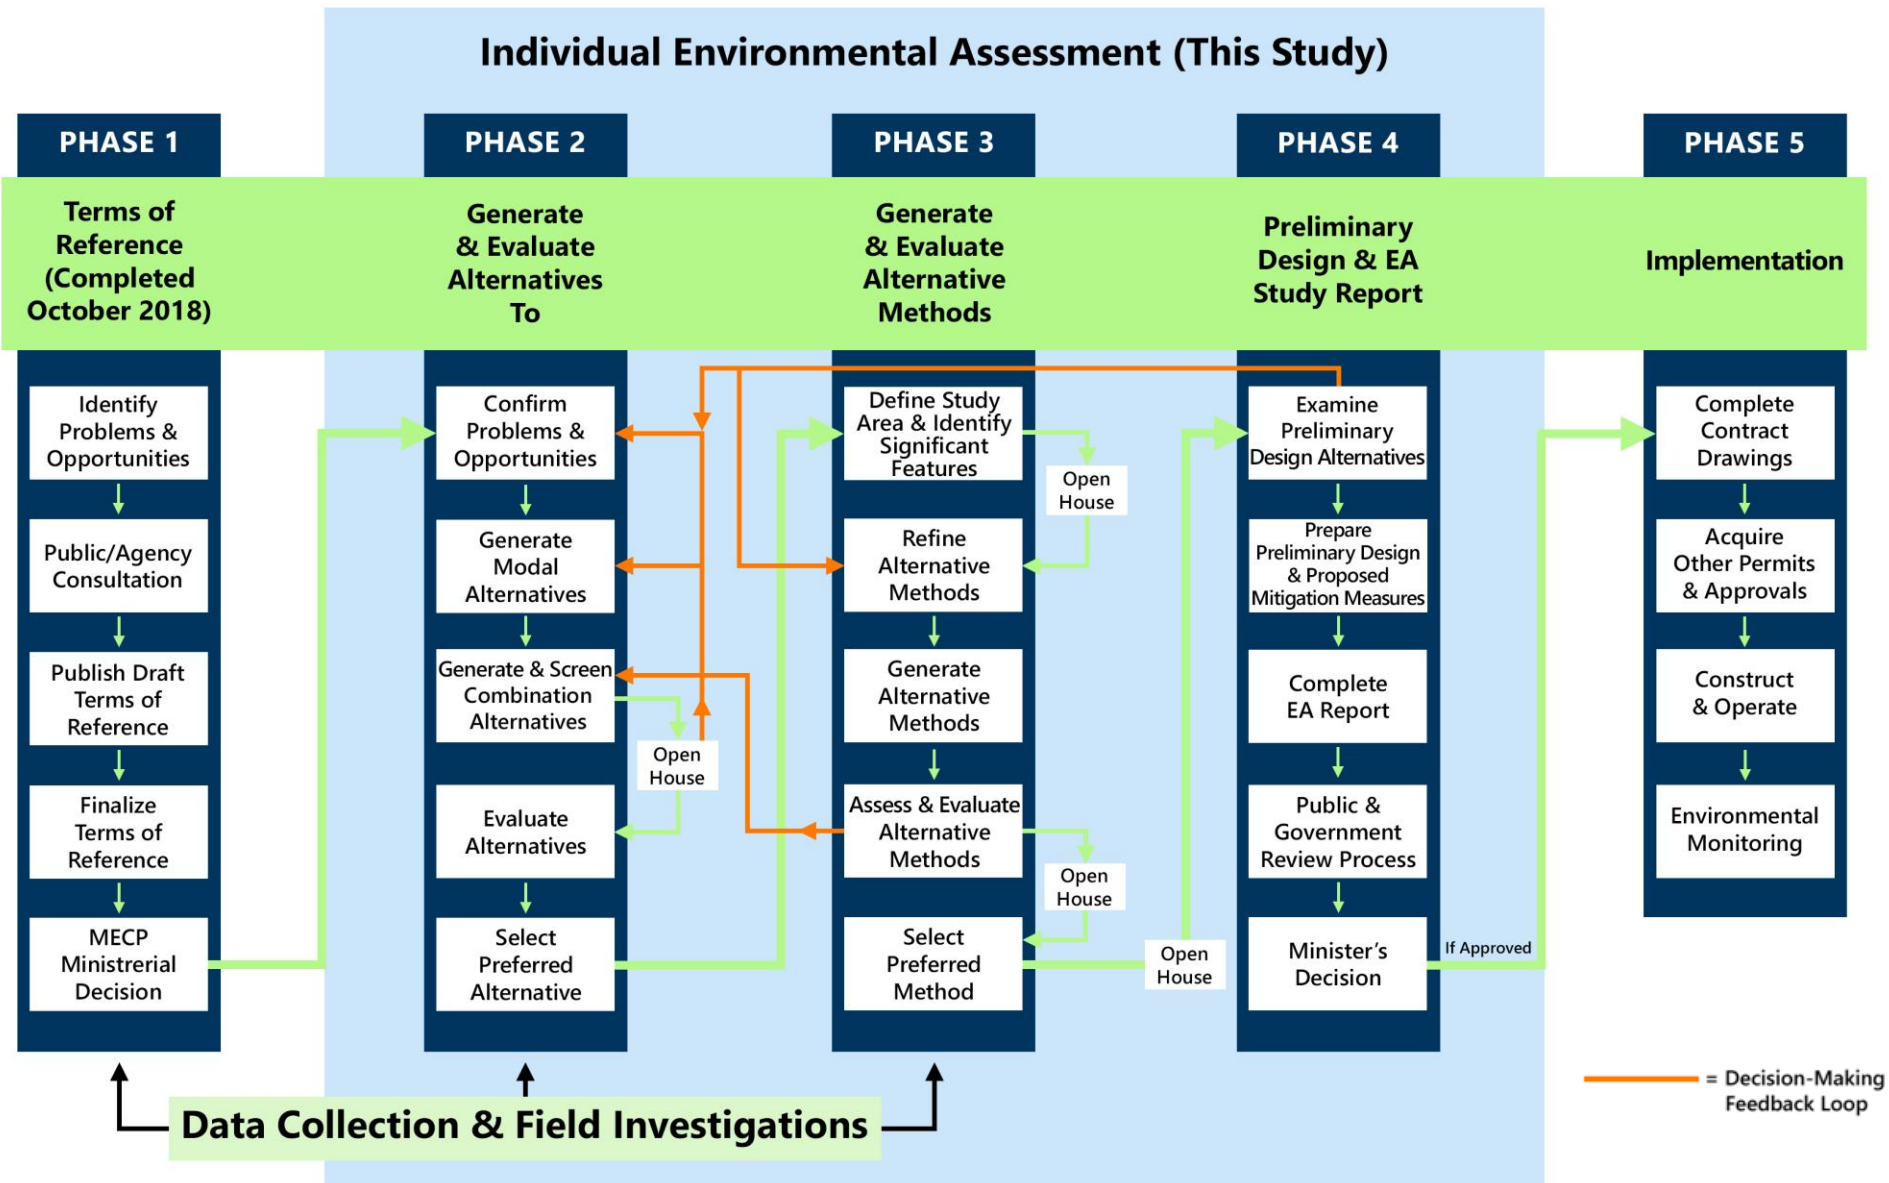 Individual Environmental Assessment (This Study)
PHASE 1
Terms of
Reference
(Completed
October 2018)
Identify
Problems &
Opportunities
Public/Agency
Consultation
Publish Draft
Terms of
Reference
Finalize
Terms of
Reference
MECP
Ministrerial
Decision
PHASE 2
Generate
& Evaluate
Alternatives
To
Confirm
Problems &
Opportunities
Generate
Modal
Alternatives
Generate & Screen
Combination
Alternatives
Open
House
Evaluate
Alternatives
Select
Preferred
Alternative
PHASE 3
Generate
& Evaluate
Alternative
Methods
Define Study
Area & Identify
Significant
Features
Open
House
Refine
Alternative
Methods
Generate
Alternative
Methods
Assess & Evaluate
Alternative
Methods
Open
House
Select
Preferred
Method
Open
House
PHASE 4
Preliminary
Design & EA
Study Report
Examine
Preliminary
Design Alternatives
Prepare
Preliminary Design
& Proposed
Mitigation Measures
Complete
EA Report
Public &
Government
Review Process
Minister's
Decision
If Approved
PHASE 5
Implementation
Complete
Contract
Drawings
Acquire
Other Permits
& Approvals
Construct
& Operate
Environmental
Monitoring
Data Collection & Field Investigations
= Decision-Making
Feedback Loop